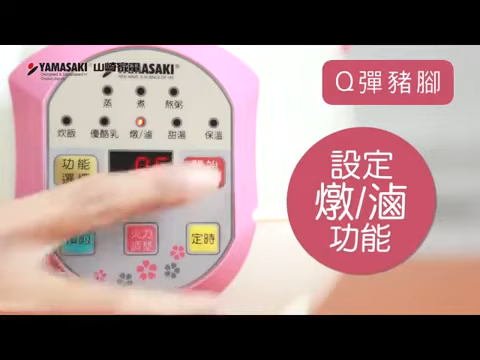 YAMASAKI 山崎家電
Q彈豬腳
蒸 煮 熬粥
炊飯 優酪乳 燉/滷 甜湯 保溫
功能
選擇
設定
燉/滷
功能
火力
調整
定時